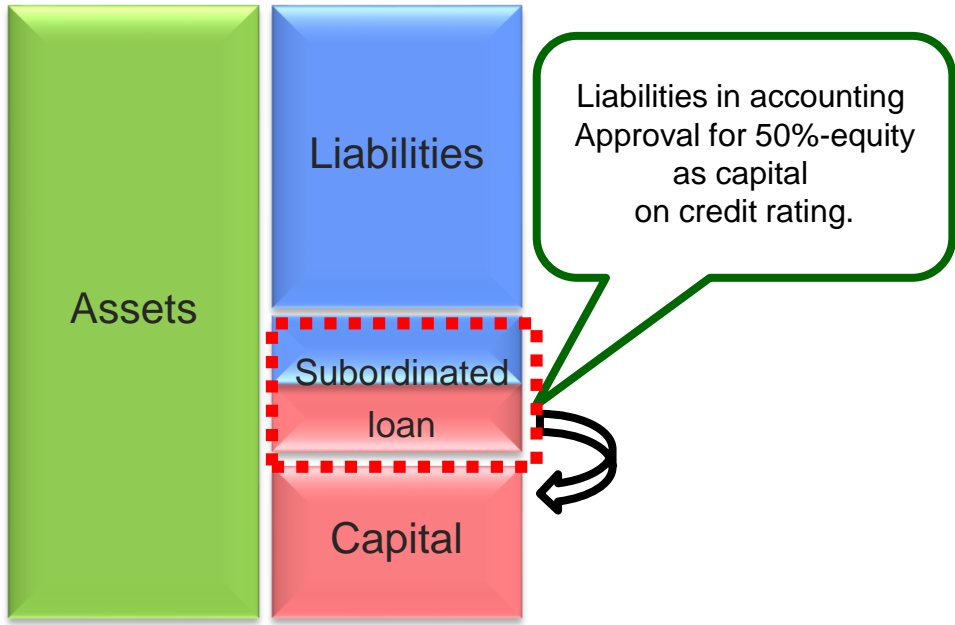 Assets
Liabilities
Subordinated
loan
Capital
Liabilities in accounting
Approval for 50%-equity
as capital
on credit rating.